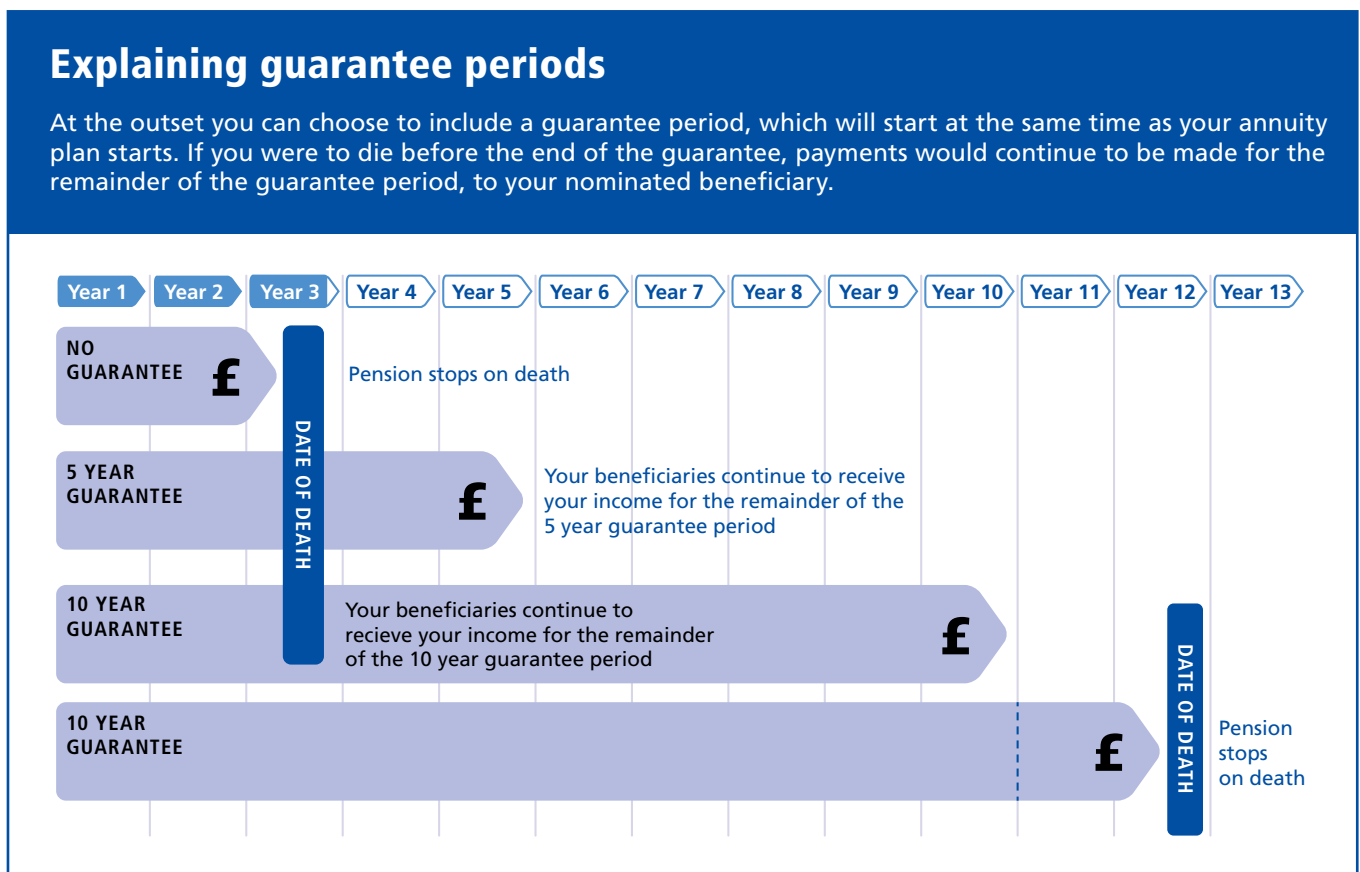 Explaining guarantee periods
At the outset you can choose to include a guarantee period, which will start at the same time as your annuity
plan starts. If you were to die before the end of the guarantee, payments would continue to be made for the
remainder of the guarantee period, to your nominated beneficiary.
Year 1 Year 2 Year 3 Year 4 Year 5 Year 6 Year 7 Year 8 Year 9 Year 10 Year 11 Year 12 Year 13
NO
GUARANTEE
£
Pension stops on death
DATE OF DEATH
5 YEAR
GUARANTEE
£
Your beneficiaries continue to receive
your income for the remainder of the
5 year guarantee period
10 YEAR
GUARANTEE
Your beneficiaries continue to
recieve your income for the remainder
of the 10 year guarantee period
£
10 YEAR
GUARANTEE
£
DATE OF DEATH
Pension
stops
on death